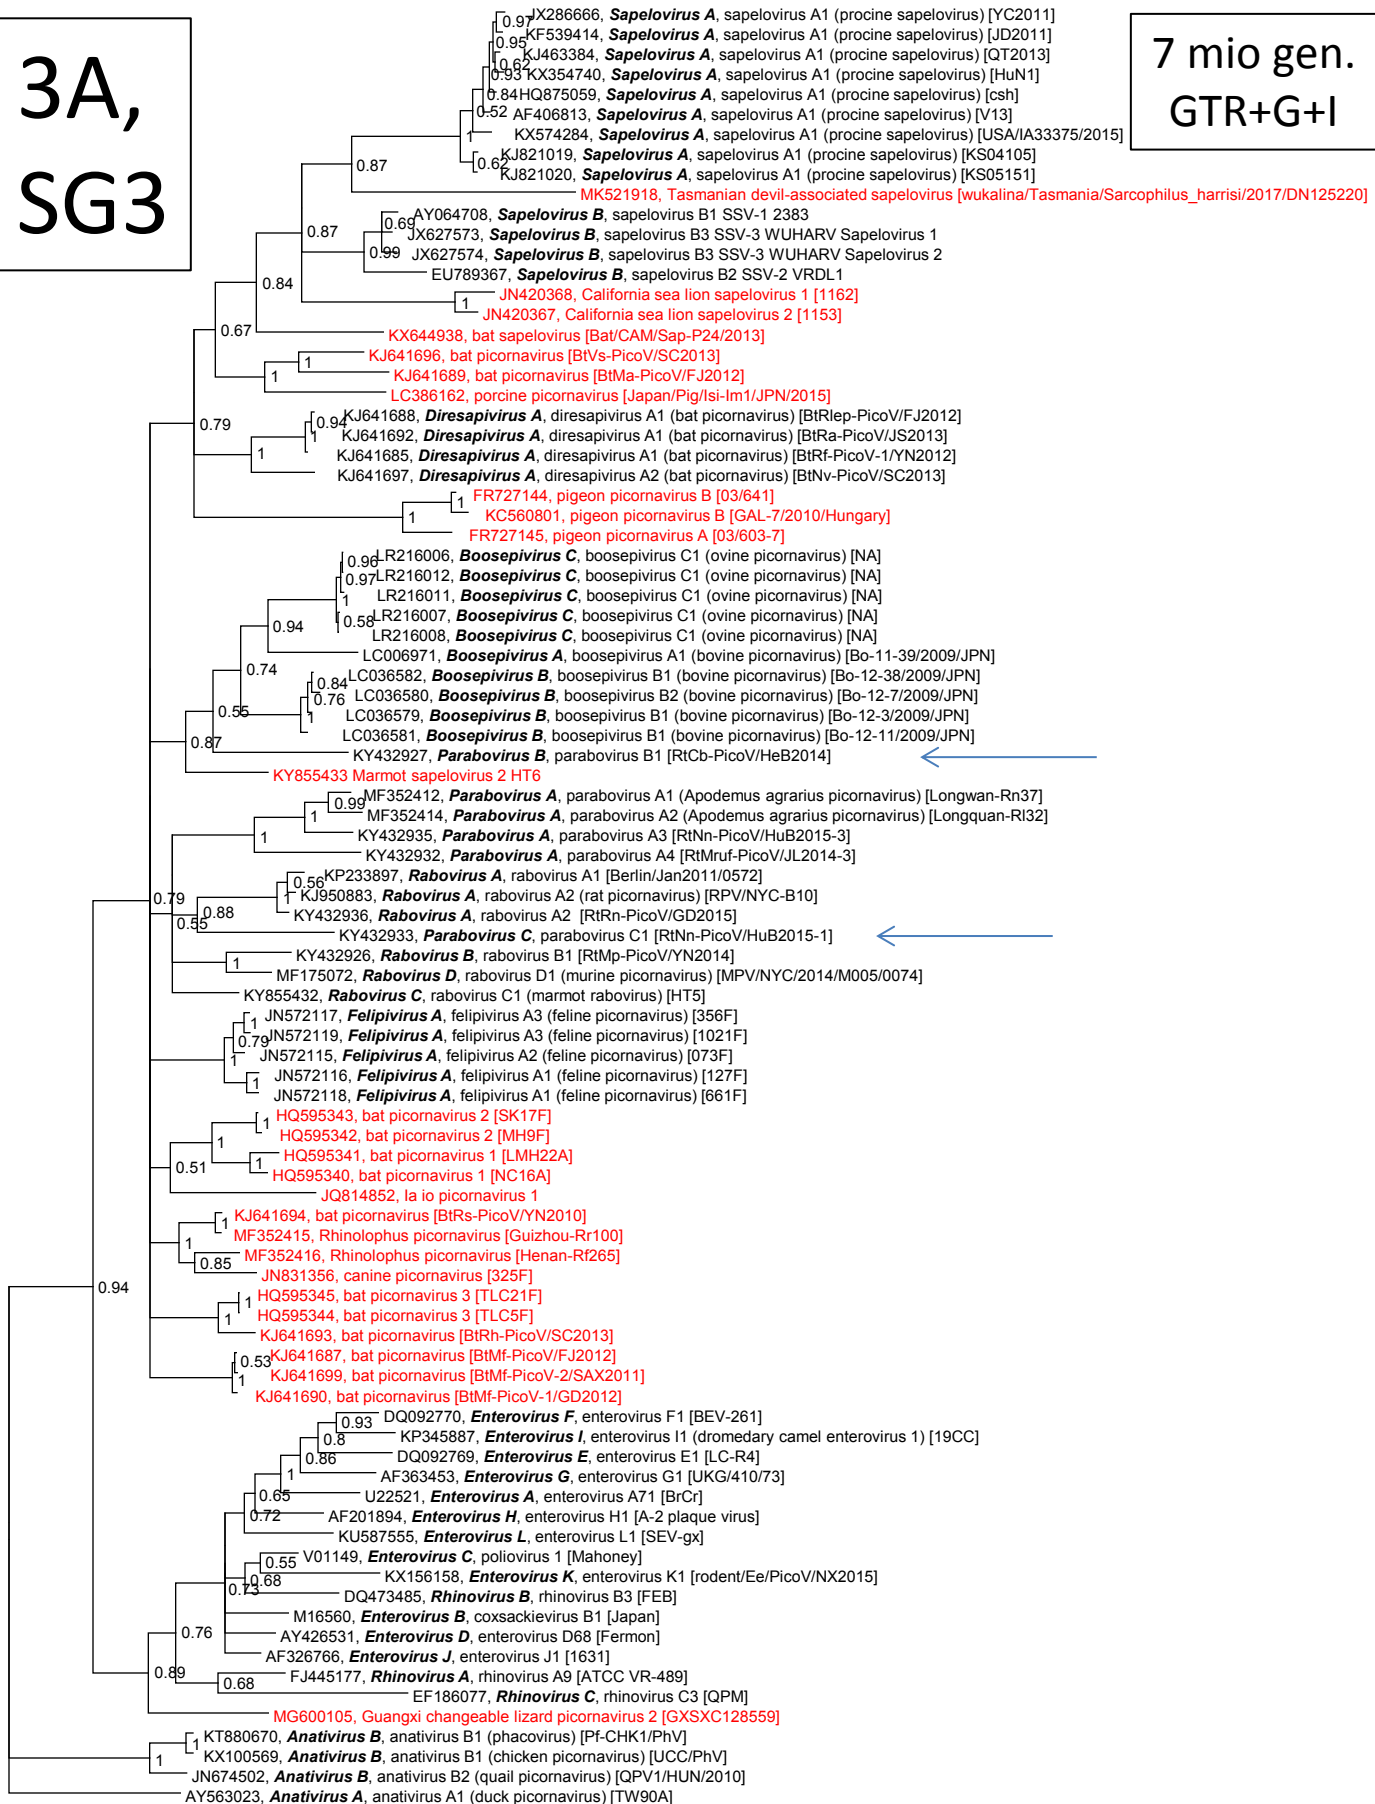 3A,
SG3
7 mio gen.
GTR+G+I
JX286666, Sapelovirus A, sapelovirus A1 (procine sapelovirus) [YC2011]
0.97
KF539414, Sapelovirus A, sapelovirus A1 (procine sapelovirus) [JD2011]
0.95
KJ463384, Sapelovirus A, sapelovirus A1 (procine sapelovirus) [QT2013]
0.62
0.93 KX354740, Sapelovirus A, sapelovirus A1 (procine sapelovirus) [HuN1]
0.84 HQ875059, Sapelovirus A, sapelovirus A1 (procine sapelovirus) [csh]
0.52 AF406813, Sapelovirus A, sapelovirus A1 (procine sapelovirus) [V13]
1 KX574284, Sapelovirus A, sapelovirus A1 (procine sapelovirus) [USA/IA33375/2015]
KJ821019, Sapelovirus A, sapelovirus A1 (procine sapelovirus) [KS04105]
0.87 0.62
KJ821020, Sapelovirus A, sapelovirus A1 (procine sapelovirus) [KS05151]
MK521918, Tasmanian devil-associated sapelovirus [wukalina/Tasmania/Sarcophilus_harrisi/2017/DN125220]
AY064708, Sapelovirus B, sapelovirus B1 SSV-1 2383
0.87 0.69
JX627573, Sapelovirus B, sapelovirus B3 SSV-3 WUHARV Sapelovirus 1
0.99 JX627574, Sapelovirus B, sapelovirus B3 SSV-3 WUHARV Sapelovirus 2
EU789367, Sapelovirus B, sapelovirus B2 SSV-2 VRDL1
0.84
JN420368, California sea lion sapelovirus 1 [1162]
1
JN420367, California sea lion sapelovirus 2 [1153]
0.67
KX644938, bat sapelovirus [Bat/CAM/Sap-P24/2013]
KJ641696, bat picornavirus [BtVs-PicoV/SC2013]
1
1 KJ641689, bat picornavirus [BtMa-PicoV/FJ2012]
LC386162, porcine picornavirus [Japan/Pig/Isi-Im1/JPN/2015]
0.79 0.94 KJ641688, Diresapivirus A, diresapivirus A1 (bat picornavirus) [BtRlep-PicoV/FJ2012]
1 KJ641692, Diresapivirus A, diresapivirus A1 (bat picornavirus) [BtRa-PicoV/JS2013]
1 KJ641685, Diresapivirus A, diresapivirus A1 (bat picornavirus) [BtRf-PicoV-1/YN2012]
KJ641697, Diresapivirus A, diresapivirus A2 (bat picornavirus) [BtNv-PicoV/SC2013]
1 FR727144, pigeon picornavirus B [03/641]
1 KC560801, pigeon picornavirus B [GAL-7/2010/Hungary]
FR727145, pigeon picornavirus A [03/603-7]
0.96 LR216006, Boosepivirus C, boosepivirus C1 (ovine picornavirus) [NA]
0.97 LR216012, Boosepivirus C, boosepivirus C1 (ovine picornavirus) [NA]
1 LR216011, Boosepivirus C, boosepivirus C1 (ovine picornavirus) [NA]
0.58 LR216007, Boosepivirus C, boosepivirus C1 (ovine picornavirus) [NA]
0.94 LR216008, Boosepivirus C, boosepivirus C1 (ovine picornavirus) [NA]
LC006971, Boosepivirus A, boosepivirus A1 (bovine picornavirus) [Bo-11-39/2009/JPN]
0.74
0.84 LC036582, Boosepivirus B, boosepivirus B1 (bovine picornavirus) [Bo-12-38/2009/JPN]
0.76 LC036580, Boosepivirus B, boosepivirus B2 (bovine picornavirus) [Bo-12-7/2009/JPN]
0.55 1 LC036579, Boosepivirus B, boosepivirus B1 (bovine picornavirus) [Bo-12-3/2009/JPN]
LC036581, Boosepivirus B, boosepivirus B1 (bovine picornavirus) [Bo-12-11/2009/JPN]
0.87
KY432927, Parabovirus B, parabovirus B1 [RtCb-PicoV/HeB2014]
KY855433 Marmot sapelovirus 2 HT6
0.99 MF352412, Parabovirus A, parabovirus A1 (Apodemus agrarius picornavirus) [Longwan-Rn37]
1 MF352414, Parabovirus A, parabovirus A2 (Apodemus agrarius picornavirus) [Longquan-Rl32]
1 KY432935, Parabovirus A, parabovirus A3 [RtNn-PicoV/HuB2015-3]
KY432932, Parabovirus A, parabovirus A4 [RtMruf-PicoV/JL2014-3]
0.56 KP233897, Rabovirus A, rabovirus A1 [Berlin/Jan2011/0572]
0.79 1 KJ950883, Rabovirus A, rabovirus A2 (rat picornavirus) [RPV/NYC-B10]
0.55 0.88 KY432936, Rabovirus A, rabovirus A2 [RtRn-PicoV/GD2015]
KY432933, Parabovirus C, parabovirus C1 [RtNn-PicoV/HuB2015-1]
KY432926, Rabovirus B, rabovirus B1 [RtMp-PicoV/YN2014]
1
MF175072, Rabovirus D, rabovirus D1 (murine picornavirus) [MPV/NYC/2014/M005/0074]
KY855432, Rabovirus C, rabovirus C1 (marmot rabovirus) [HT5]
1 JN572117, Felipivirus A, felipivirus A3 (feline picornavirus) [356F]
0.79 JN572119, Felipivirus A, felipivirus A3 (feline picornavirus) [1021F]
1 JN572115, Felipivirus A, felipivirus A2 (feline picornavirus) [073F]
1 JN572116, Felipivirus A, felipivirus A1 (feline picornavirus) [127F]
JN572118, Felipivirus A, felipivirus A1 (feline picornavirus) [661F]
1 HQ595343, bat picornavirus 2 [SK17F]
1 HQ595342, bat picornavirus 2 [MH9F]
1 HQ595341, bat picornavirus 1 [LMH22A]
0.51 HQ595340, bat picornavirus 1 [NC16A]
JQ814852, Ia io picornavirus 1
1 KJ641694, bat picornavirus [BtRs-PicoV/YN2010]
1 MF352415, Rhinolophus picornavirus [Guizhou-Rr100]
0.85 MF352416, Rhinolophus picornavirus [Henan-Rf265]
JN831356, canine picornavirus [325F]
0.94
1 HQ595345, bat picornavirus 3 [TLC21F]
1 HQ595344, bat picornavirus 3 [TLC5F]
KJ641693, bat picornavirus [BtRh-PicoV/SC2013]
0.53 KJ641687, bat picornavirus [BtMf-PicoV/FJ2012]
1 KJ641699, bat picornavirus [BtMf-PicoV-2/SAX2011]
KJ641690, bat picornavirus [BtMf-PicoV-1/GD2012]
0.93 DQ092770, Enterovirus F, enterovirus F1 [BEV-261]
0.8 KP345887, Enterovirus I, enterovirus I1 (dromedary camel enterovirus 1) [19CC]
0.86 DQ092769, Enterovirus E, enterovirus E1 [LC-R4]
1 AF363453, Enterovirus G, enterovirus G1 [UKG/410/73]
0.65 U22521, Enterovirus A, enterovirus A71 [BrCr]
0.72 AF201894, Enterovirus H, enterovirus H1 [A-2 plaque virus]
KU587555, Enterovirus L, enterovirus L1 [SEV-gx]
0.55 V01149, Enterovirus C, poliovirus 1 [Mahoney]
0.73 0.68 KX156158, Enterovirus K, enterovirus K1 [rodent/Ee/PicoV/NX2015]
DQ473485, Rhinovirus B, rhinovirus B3 [FEB]
M16560, Enterovirus B, coxsackievirus B1 [Japan]
0.76 AY426531, Enterovirus D, enterovirus D68 [Fermon]
AF326766, Enterovirus J, enterovirus J1 [1631]
0.89 FJ445177, Rhinovirus A, rhinovirus A9 [ATCC VR-489]
0.68
EF186077, Rhinovirus C, rhinovirus C3 [QPM]
MG600105, Guangxi changeable lizard picornavirus 2 [GXSXC128559]
1 KT880670, Anativirus B, anativirus B1 (phacovirus) [Pf-CHK1/PhV]
1 KX100569, Anativirus B, anativirus B1 (chicken picornavirus) [UCC/PhV]
JN674502, Anativirus B, anativirus B2 (quail picornavirus) [QPV1/HUN/2010]
AY563023, Anativirus A, anativirus A1 (duck picornavirus) [TW90A]